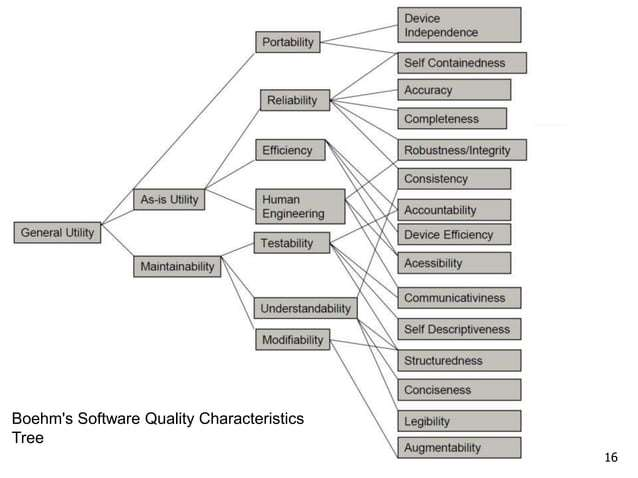 General Utility
Portability
As-is Utility
Maintainability
Reliability
Efficiency
Human
Engineering
Testability
Understandability
Modifiability
Device
Independence
Self Containedness
Accuracy
Completeness
Robustness/Integrity
Consistency
Accountability
Device Efficiency
Acessibility
Communicativiness
Self Descriptiveness
Structuredness
Conciseness
Legibility
Augmentability
Boehm's Software Quality Characteristics
Tree
16